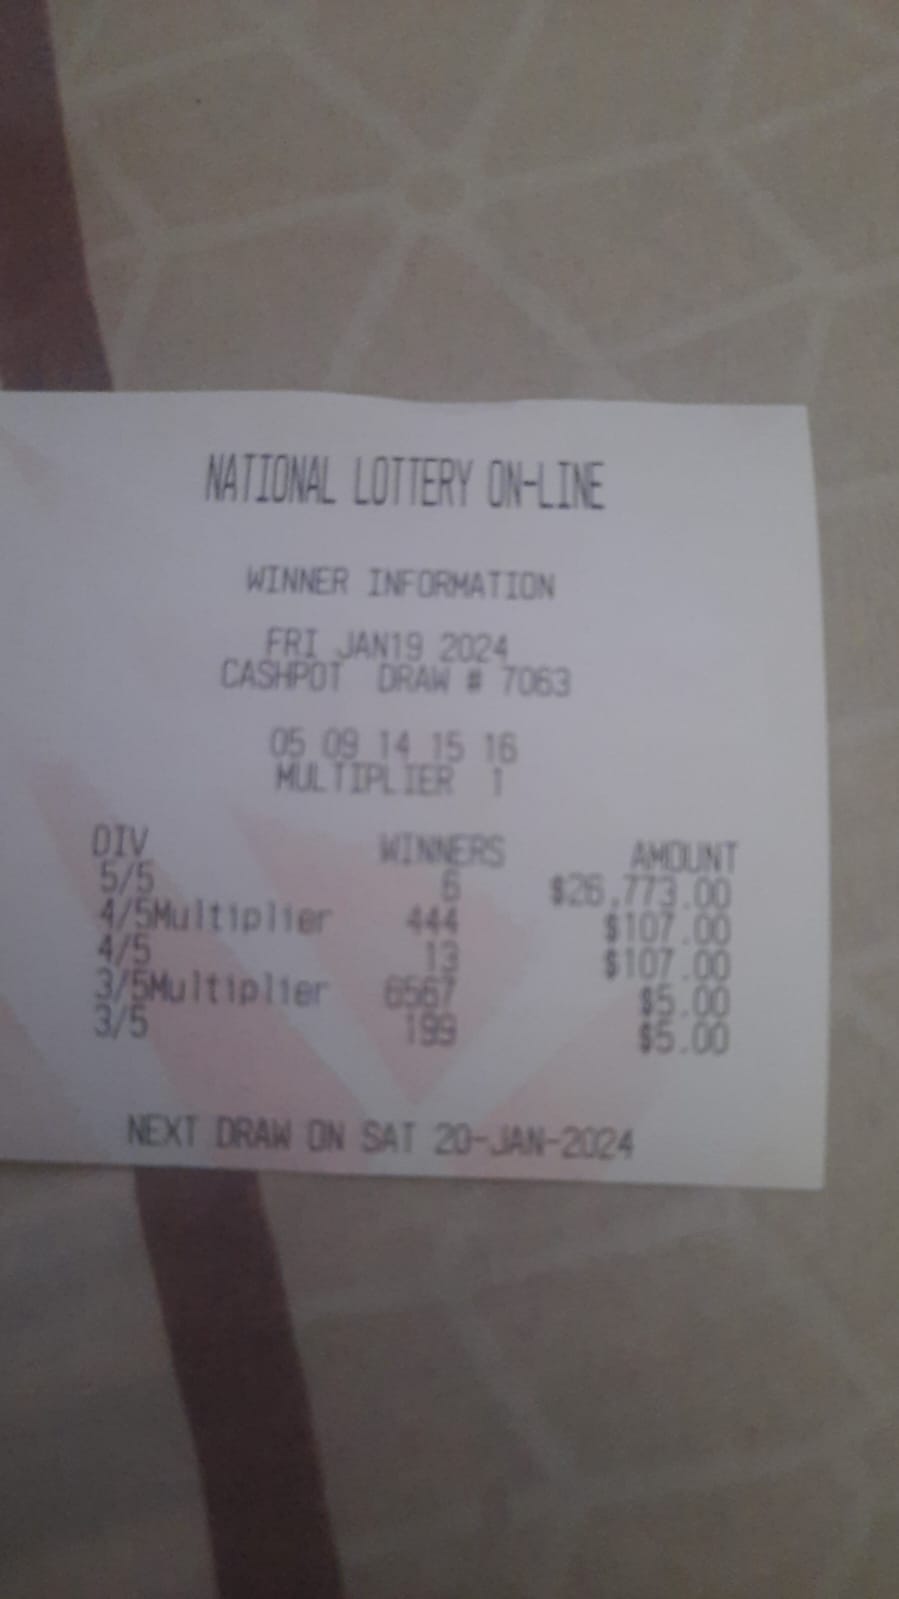 NATIONAL LOTTERY ON-LINE
WINNER INFORMATION
FRI JAN19 2024
CASHPOT DRAW # 7063
05 09 14 15 16
MULTIPLIER 1
DIV WINNERS AMOUNT
5/5 6 $26,773.00
4/5Multiplier 444 $107.00
4/5 13 $107.00
3/5Multiplier 6567 $5.00
3/5 199 $5.00
NEXT DRAW ON SAT 20-JAN-2024